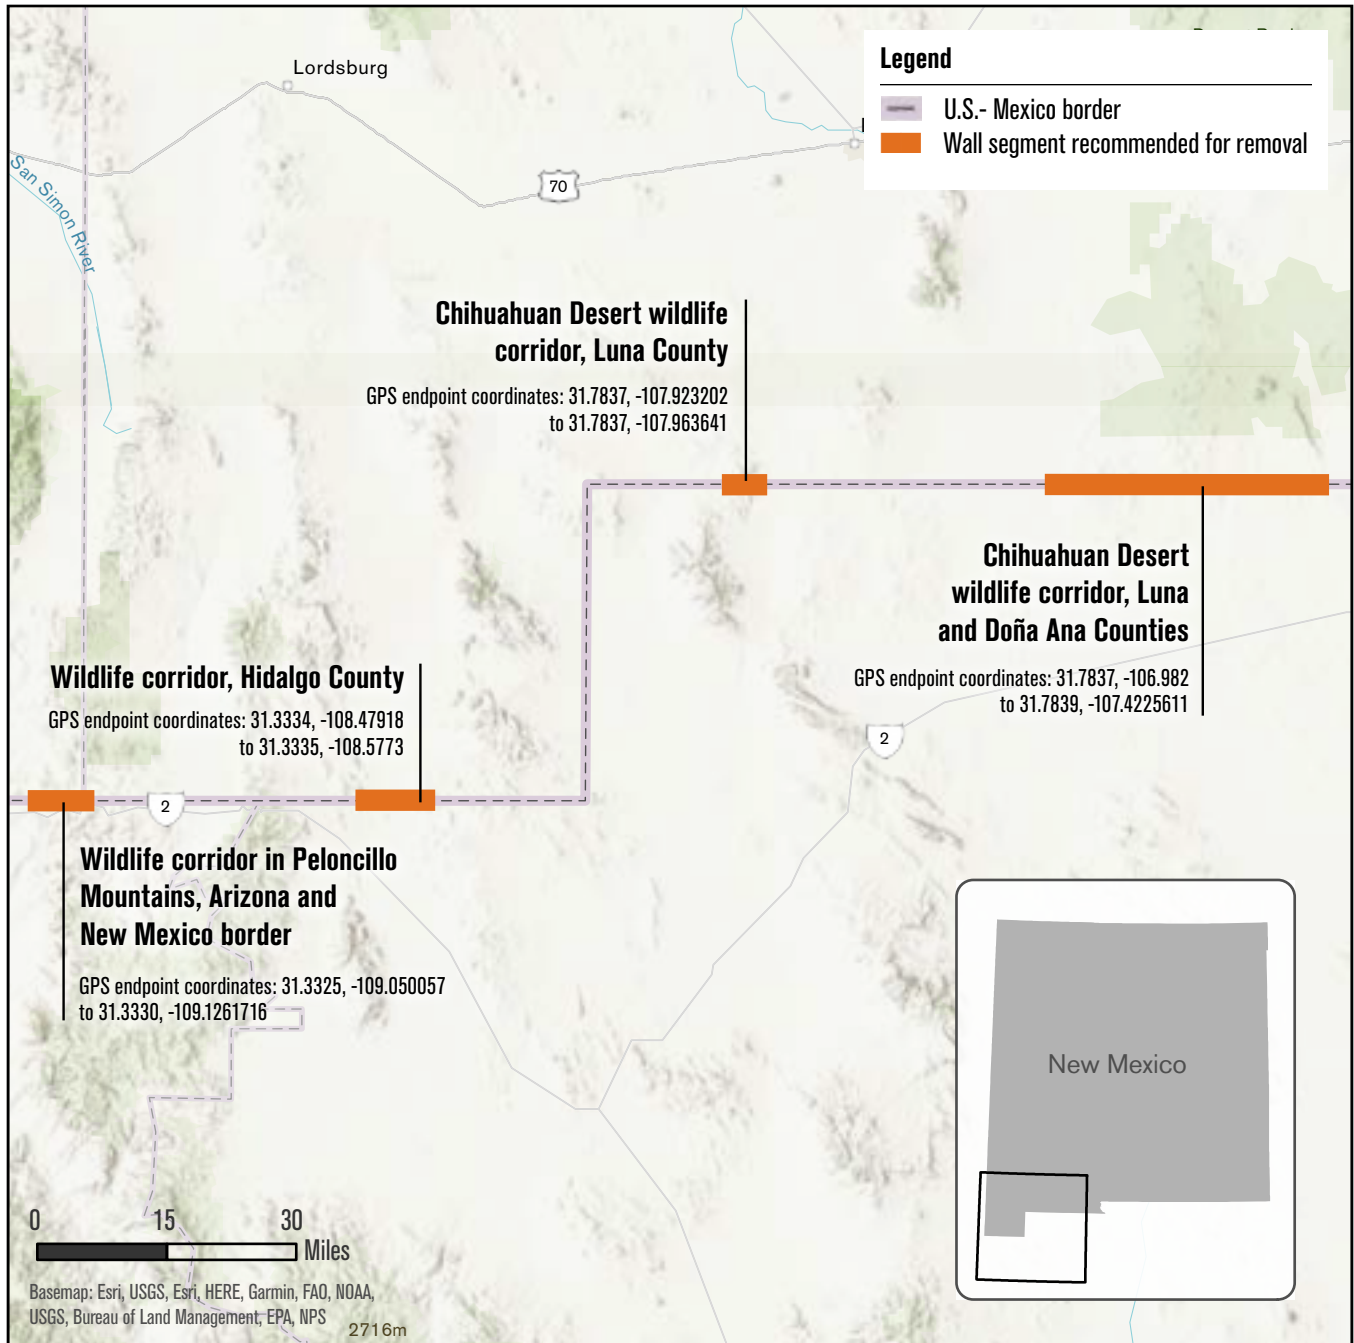 Lordsburg
Legend
U.S.- Mexico border
Wall segment recommended for removal
San Simon River
70
Chihuahuan Desert wildlife
corridor, Luna County
GPS endpoint coordinates: 31.7837, -107.923202
to 31.7837, -107.963641
Chihuahuan Desert
wildlife corridor, Luna
and Doña Ana Counties
GPS endpoint coordinates: 31.7837, -106.982
to 31.7839, -107.4225611
Wildlife corridor, Hidalgo County
GPS endpoint coordinates: 31.3334, -108.47918
to 31.3335, -108.5773
2
2
Wildlife corridor in Peloncillo
Mountains, Arizona and
New Mexico border
GPS endpoint coordinates: 31.3325, -109.050057
to 31.3330, -109.1261716
New Mexico
0 15 30
Miles
Basemap: Esri, USGS, Esri, HERE, Garmin, FAO, NOAA,
USGS, Bureau of Land Management, EPA, NPS
2716m